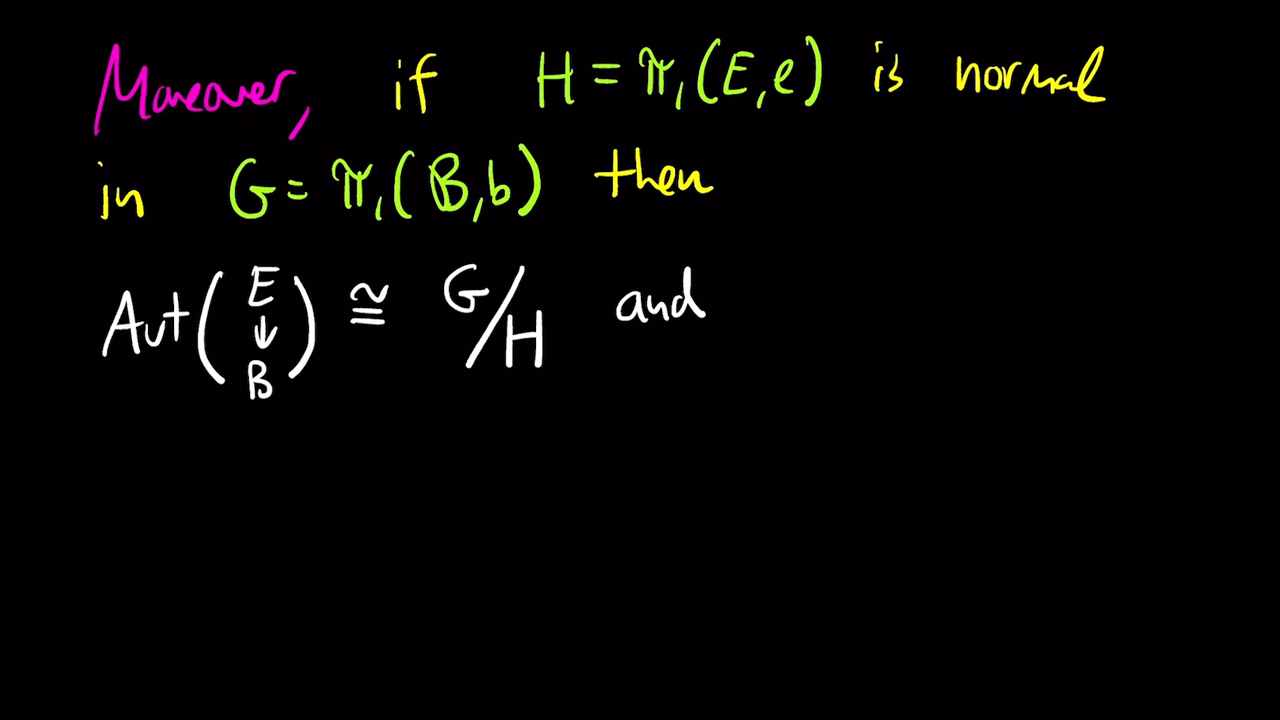 Moreover, if H = π₁(E, e) is normal
in G = π₁(B, b) then
Aut(E ↓ B) ≅ G/H and